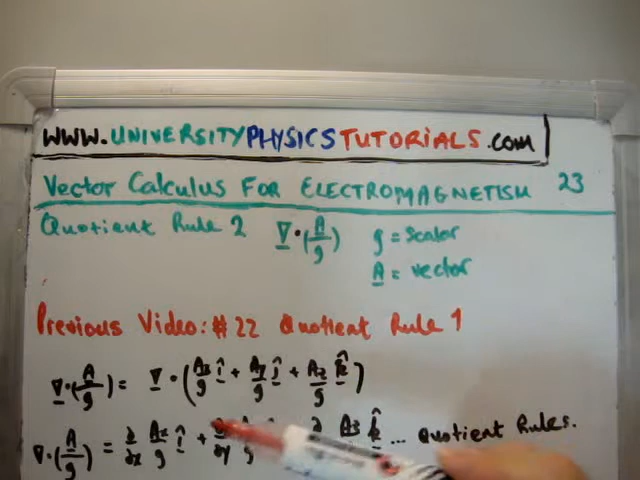 WWW.UNIVERSITYPHYSICSTUTORIALS.COM
Vector Calculus FOR ELECTROMAGNETISM 23
Quotient Rule 2 ∇·(A/g) g = scalar
A = vector
Previous Video: #22 Quotient Rule 1
∇·(A/g) = ∇·(Ax/g î + Ay/g ĵ + Az/g k̂)
∇·(A/g) = ∂/∂x Ax/g î + ∂/∂y ... Quotient Rules.